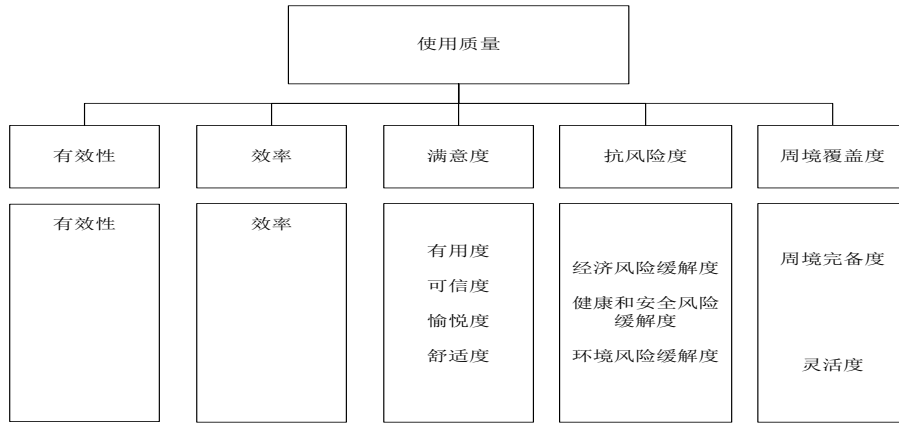 使用质量
有效性
效率
满意度
抗风险度
周境覆盖度
有效性
效率
有用度
可信度
愉悦度
舒适度
经济风险缓解度
健康和安全风险
缓解度
环境风险缓解度
周境完备度
灵活度